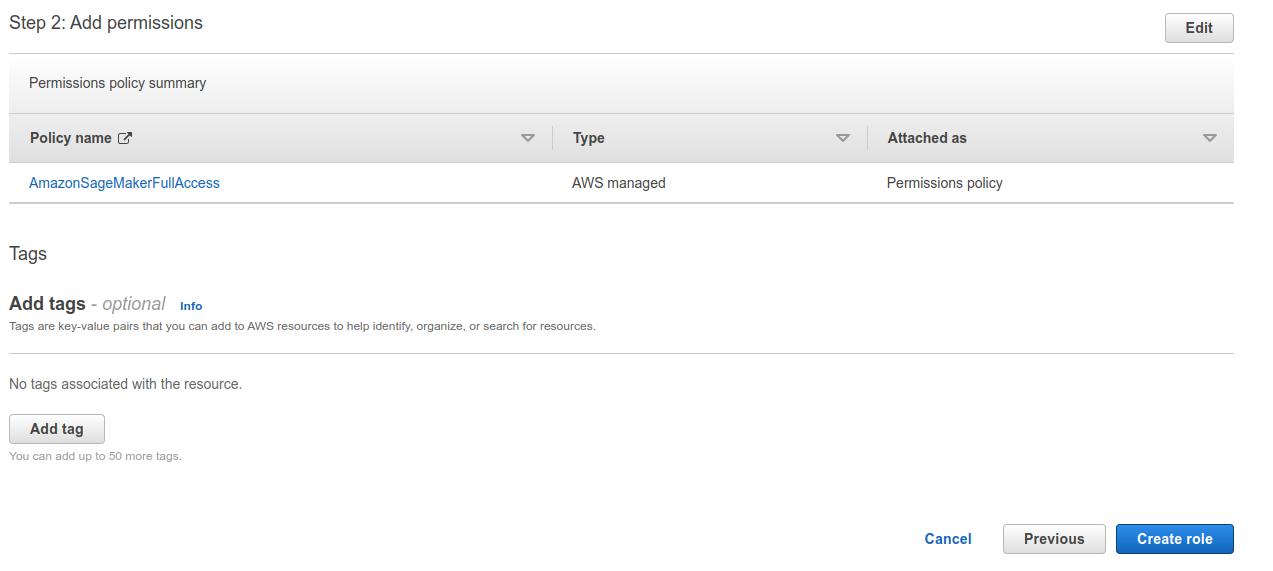 Step 2: Add permissions
Edit
Permissions policy summary
Policy name Type Attached as
AmazonSageMakerFullAccess AWS managed Permissions policy
Tags
Add tags - optional Info
Tags are key-value pairs that you can add to AWS resources to help identify, organize, or search for resources.
No tags associated with the resource.
Add tag
You can add up to 50 more tags.
Cancel Previous Create role